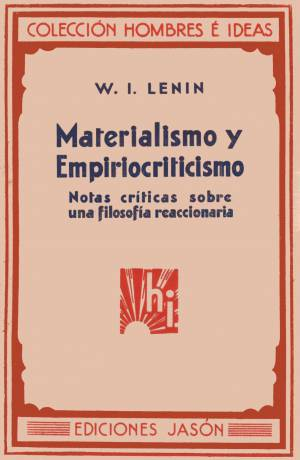 COLECCIÓN HOMBRES É IDEAS
W. I. LENIN
Materialismo y
Empiriocriticismo
Notas críticas sobre
una filosofía reaccionaria
hi
EDICIONES JASÓN